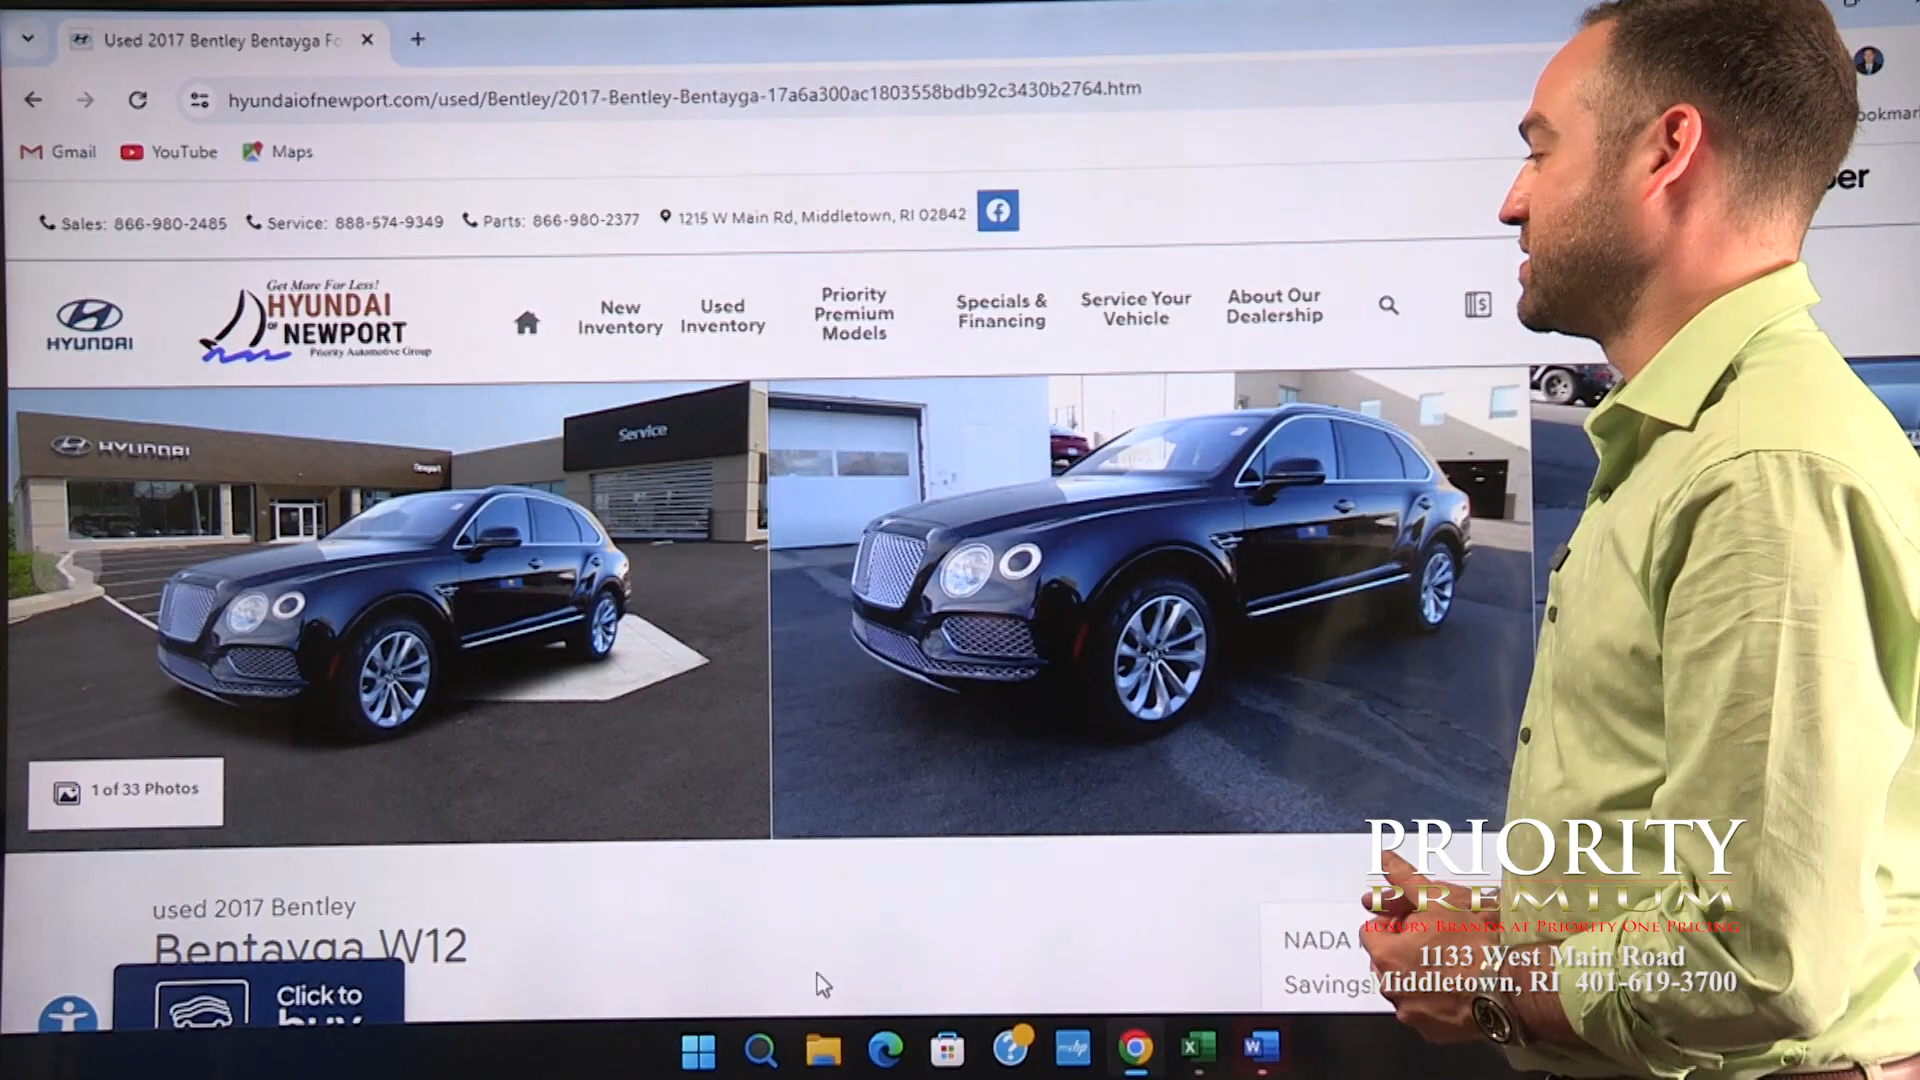 Used 2017 Bentley Bentayga Fo
hyundaiofnewport.com/used/Bentley/2017-Bentley-Bentayga-17a6a300ac1803558bdb92c3430b2764.htm
Gmail YouTube Maps
Sales: 866-980-2485 Service: 888-574-9349 Parts: 866-980-2377 1215 W Main Rd, Middletown, RI 02842
HYUNDAI
Get More For Less!
HYUNDAI
OF NEWPORT
Priority Automotive Group
New Inventory
Used Inventory
Priority Premium Models
Specials & Financing
Service Your Vehicle
About Our Dealership
HYUNDAI
Newport
Service
1 of 33 Photos
used 2017 Bentley
Bentayga W12
Click to
buy
NADA
Savings
PRIORITY
PREMIUM
LUXURY BRANDS AT PRIORITY ONE PRICING
1133 West Main Road
Middletown, RI 401-619-3700